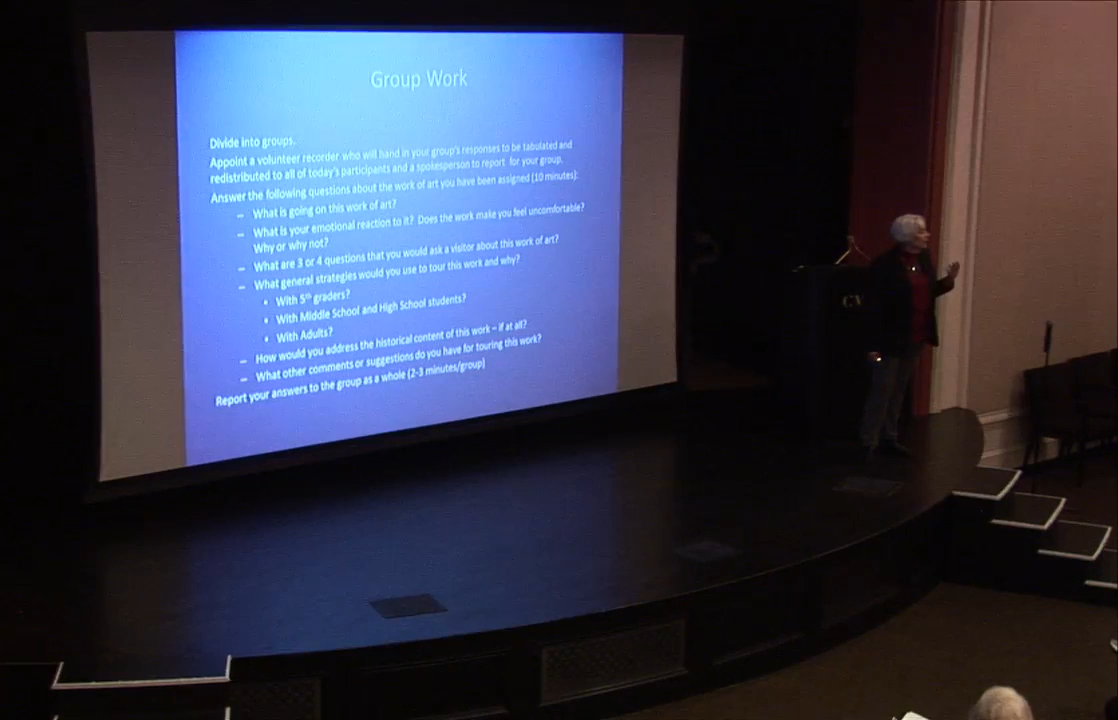 Group Work
Divide into groups.
Appoint a volunteer recorder who will hand in your group's responses to be tabulated and
redistributed to all of today's participants and a spokesperson to report for your group.
Answer the following questions about the work of art you have been assigned (10 minutes):
– What is going on this work of art?
– What is your emotional reaction to it? Does the work make you feel uncomfortable?
Why or why not?
– What are 3 or 4 questions that you would ask a visitor about this work of art?
– What general strategies would you use to tour this work and why?
• With 5th graders?
• With Middle School and High School students?
• With Adults?
– How would you address the historical content of this work – if at all?
– What other comments or suggestions do you have for touring this work?
Report your answers to the group as a whole (2-3 minutes/group)